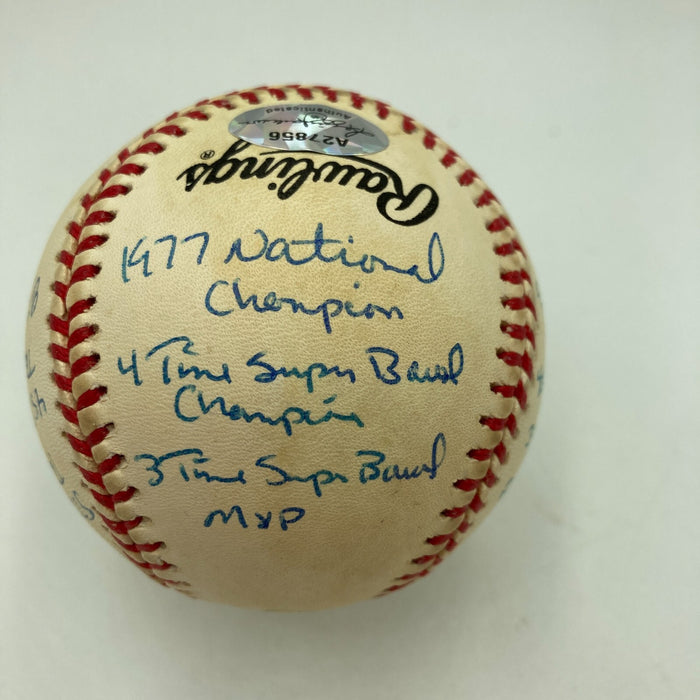 Authenticated
A27856
Rawlings®
1977 National
Champion
4 Time Super Bowl
Champion
3 Time Super Bowl
MVP